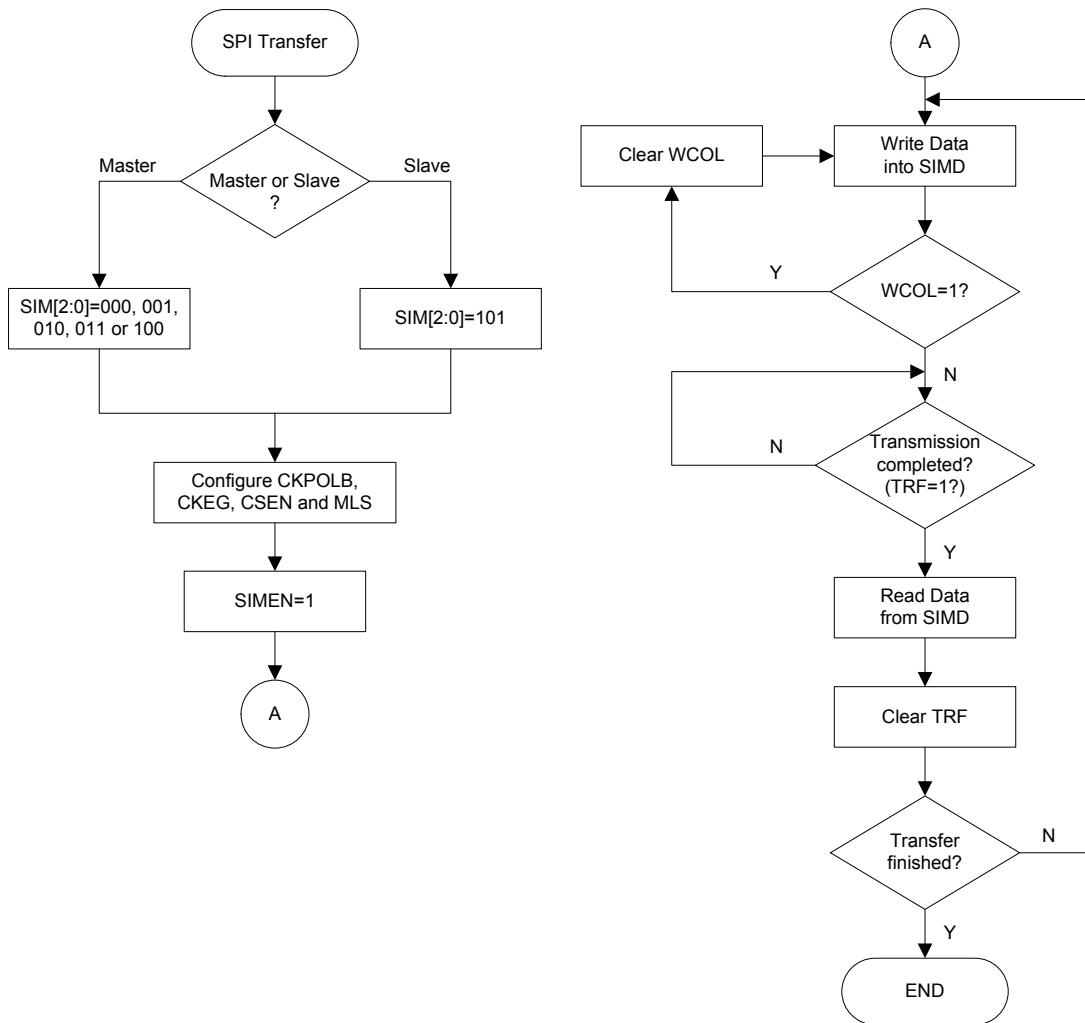 SPI Transfer
Master
Slave
Master or Slave
?
SIM[2:0]=000, 001,
010, 011 or 100
SIM[2:0]=101
Configure CKPOLB,
CKEG, CSEN and MLS
SIMEN=1
A
A
Clear WCOL
Write Data
into SIMD
Y
WCOL=1?
N
N
Transmission
completed?
(TRF=1?)
Y
Read Data
from SIMD
Clear TRF
Transfer
finished?
N
Y
END